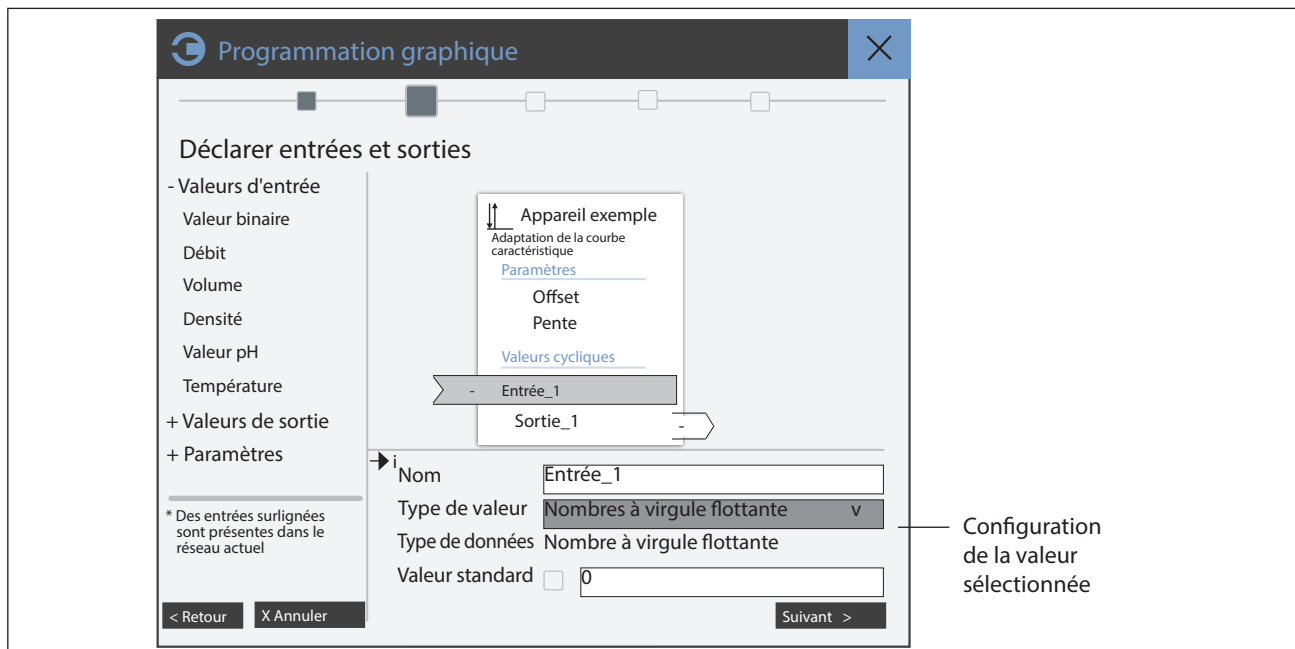 Programmation graphique
Déclarer entrées et sorties
- Valeurs d'entrée
Valeur binaire
Débit
Volume
Densité
Valeur pH
Température
+ Valeurs de sortie
+ Paramètres
* Des entrées surlignées
sont présentes dans le
réseau actuel
< Retour
X Annuler
Appareil exemple
Adaptation de la courbe
caractéristique
Paramètres
Offset
Pente
Valeurs cycliques
- Entrée_1
Sortie_1 -
i
Nom Entrée_1
Type de valeur Nombres à virgule flottante v
Type de données Nombre à virgule flottante
Valeur standard 0
Suivant >
Configuration
de la valeur
sélectionnée